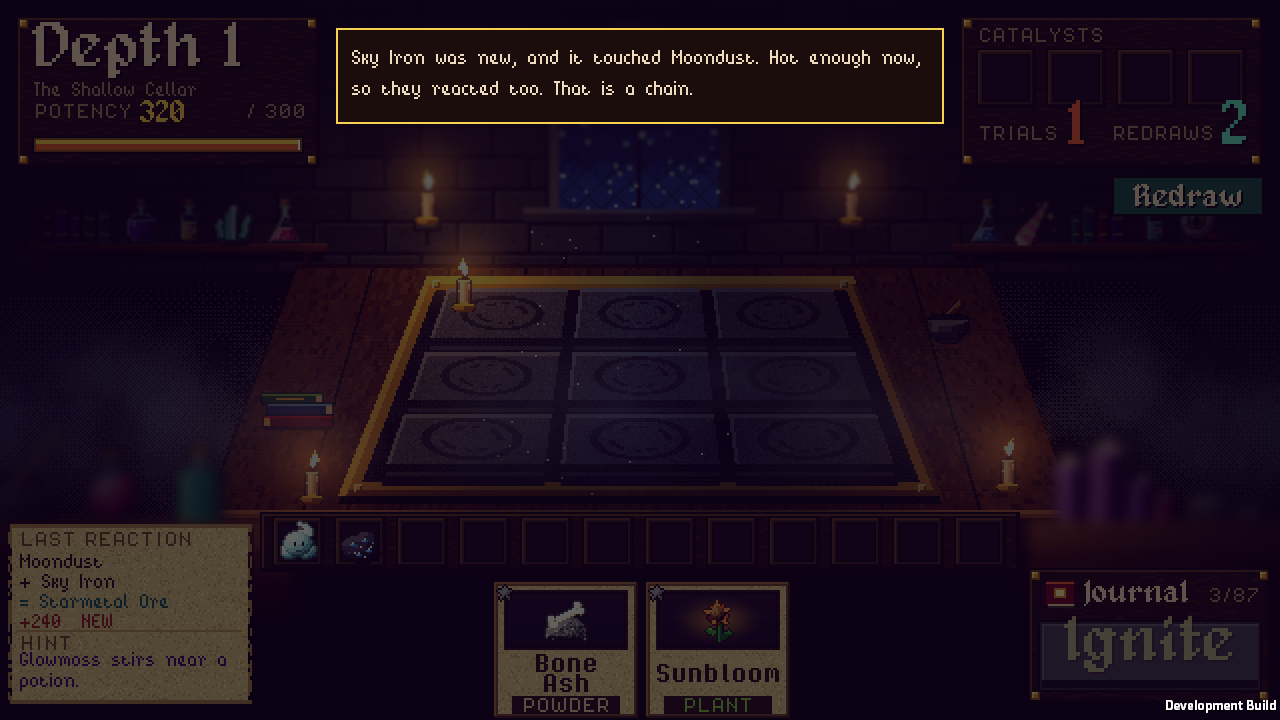 Depth 1
The Shallow Cellar
POTENCY 320 / 300
Sky Iron was new, and it touched Moondust. Hot enough now,
so they reacted too. That is a chain.
CATALYSTS
TRIALS 1 REDRAWS 2
Redraw
LAST REACTION
Moondust
+ Sky Iron
= Starmetal Ore
+240 NEW
HINT
Glowmoss stirs near a
potion.
Bone
Ash
POWDER
Sunbloom
PLANT
Journal 3/87
Ignite
Development Build